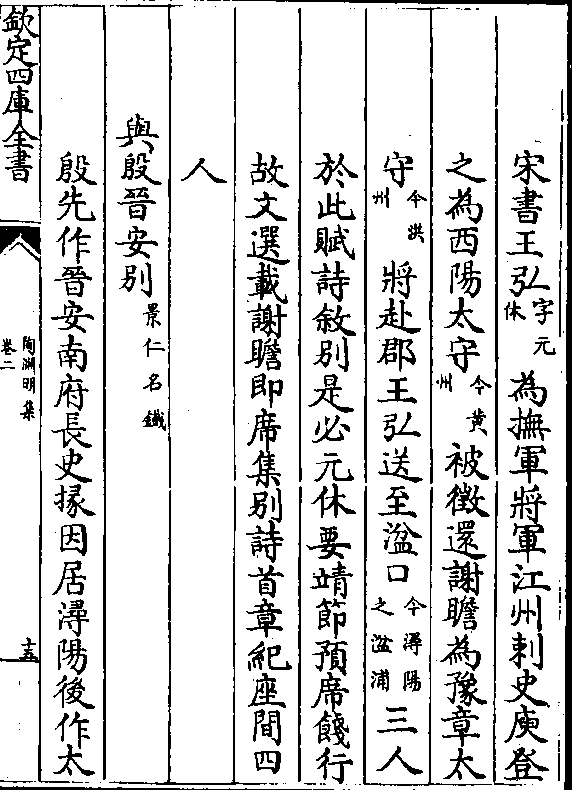 宋書王弘字元休為撫軍將軍江州刺史庾登
之為西陽太守今黄州被徵還謝瞻為豫章太
守今洪州將赴郡王弘送至湓口今潯陽之湓浦三人
於此賦詩敘別是必元休要靖節預席餞行
故文選載謝瞻即席集別詩首章紀座間四
人
與殷晉安別景仁名鐵
殷先作晉安南府長史掾因居潯陽後作太
欽定四庫全書
陶淵明集
卷二
十五